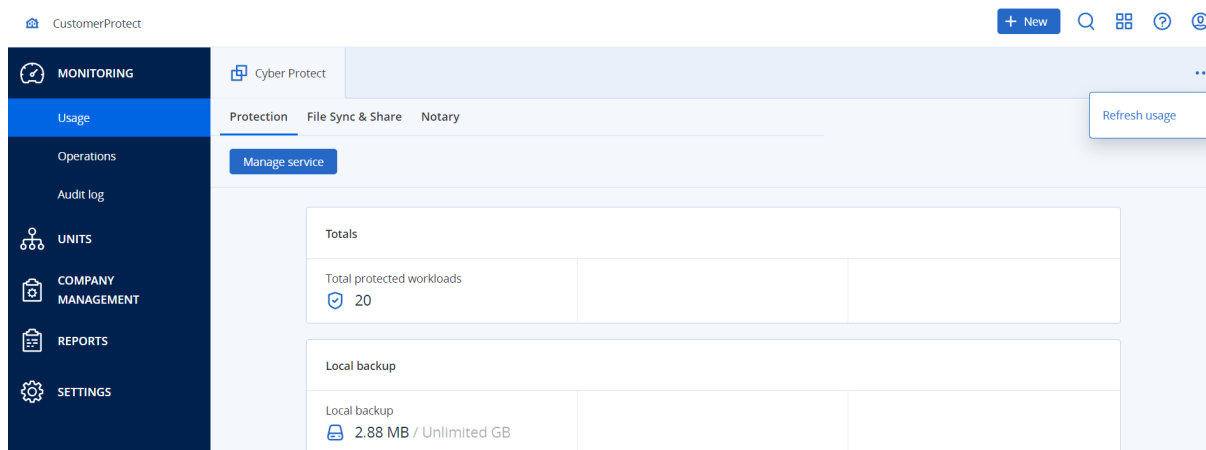 CustomerProtect
+ New
MONITORING
Cyber Protect
Usage
Protection File Sync & Share Notary
Refresh usage
Operations
Manage service
Audit log
UNITS
Totals
COMPANY
MANAGEMENT
Total protected workloads
20
REPORTS
Local backup
SETTINGS
Local backup
2.88 MB / Unlimited GB